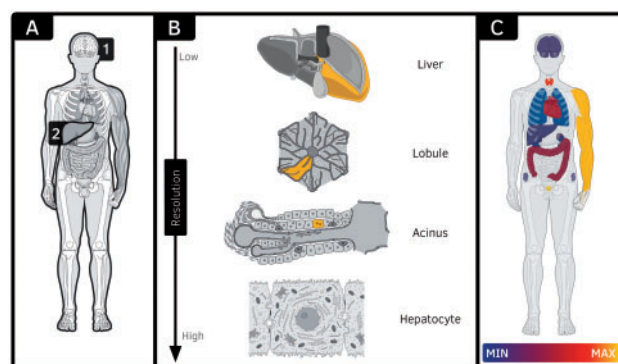 A
1
2
B
Low
Resolution
High
Liver
Lobule
Acinus
Hepatocyte
C
MIN
MAX